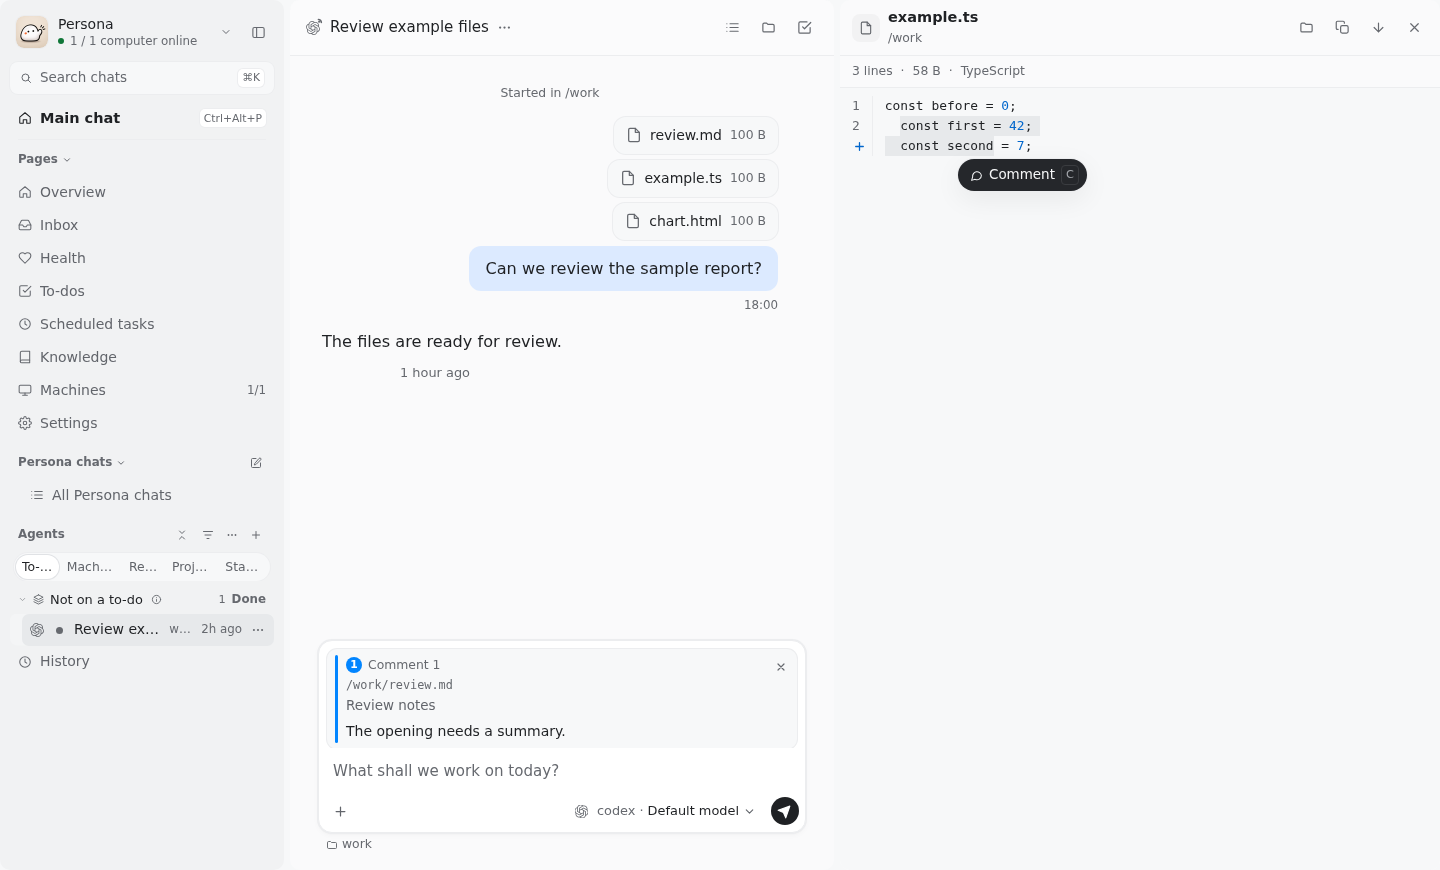 Persona
1 / 1 computer online
Search chats
⌘K
Main chat
Ctrl+Alt+P
Pages
Overview
Inbox
Health
To-dos
Scheduled tasks
Knowledge
Machines
1/1
Settings
Persona chats
All Persona chats
Agents
To-...
Mach...
Re...
Proj...
Sta...
Not on a to-do
1 Done
Review ex...
w...
2h ago
History
Review example files
Started in /work
review.md 100 B
example.ts 100 B
chart.html 100 B
Can we review the sample report?
18:00
The files are ready for review.
1 hour ago
1 Comment 1
/work/review.md
Review notes
The opening needs a summary.
What shall we work on today?
codex · Default model
work
example.ts
/work
3 lines · 58 B · TypeScript
1 const before = 0;
2 const first = 42;
+ const second = 7;
Comment C